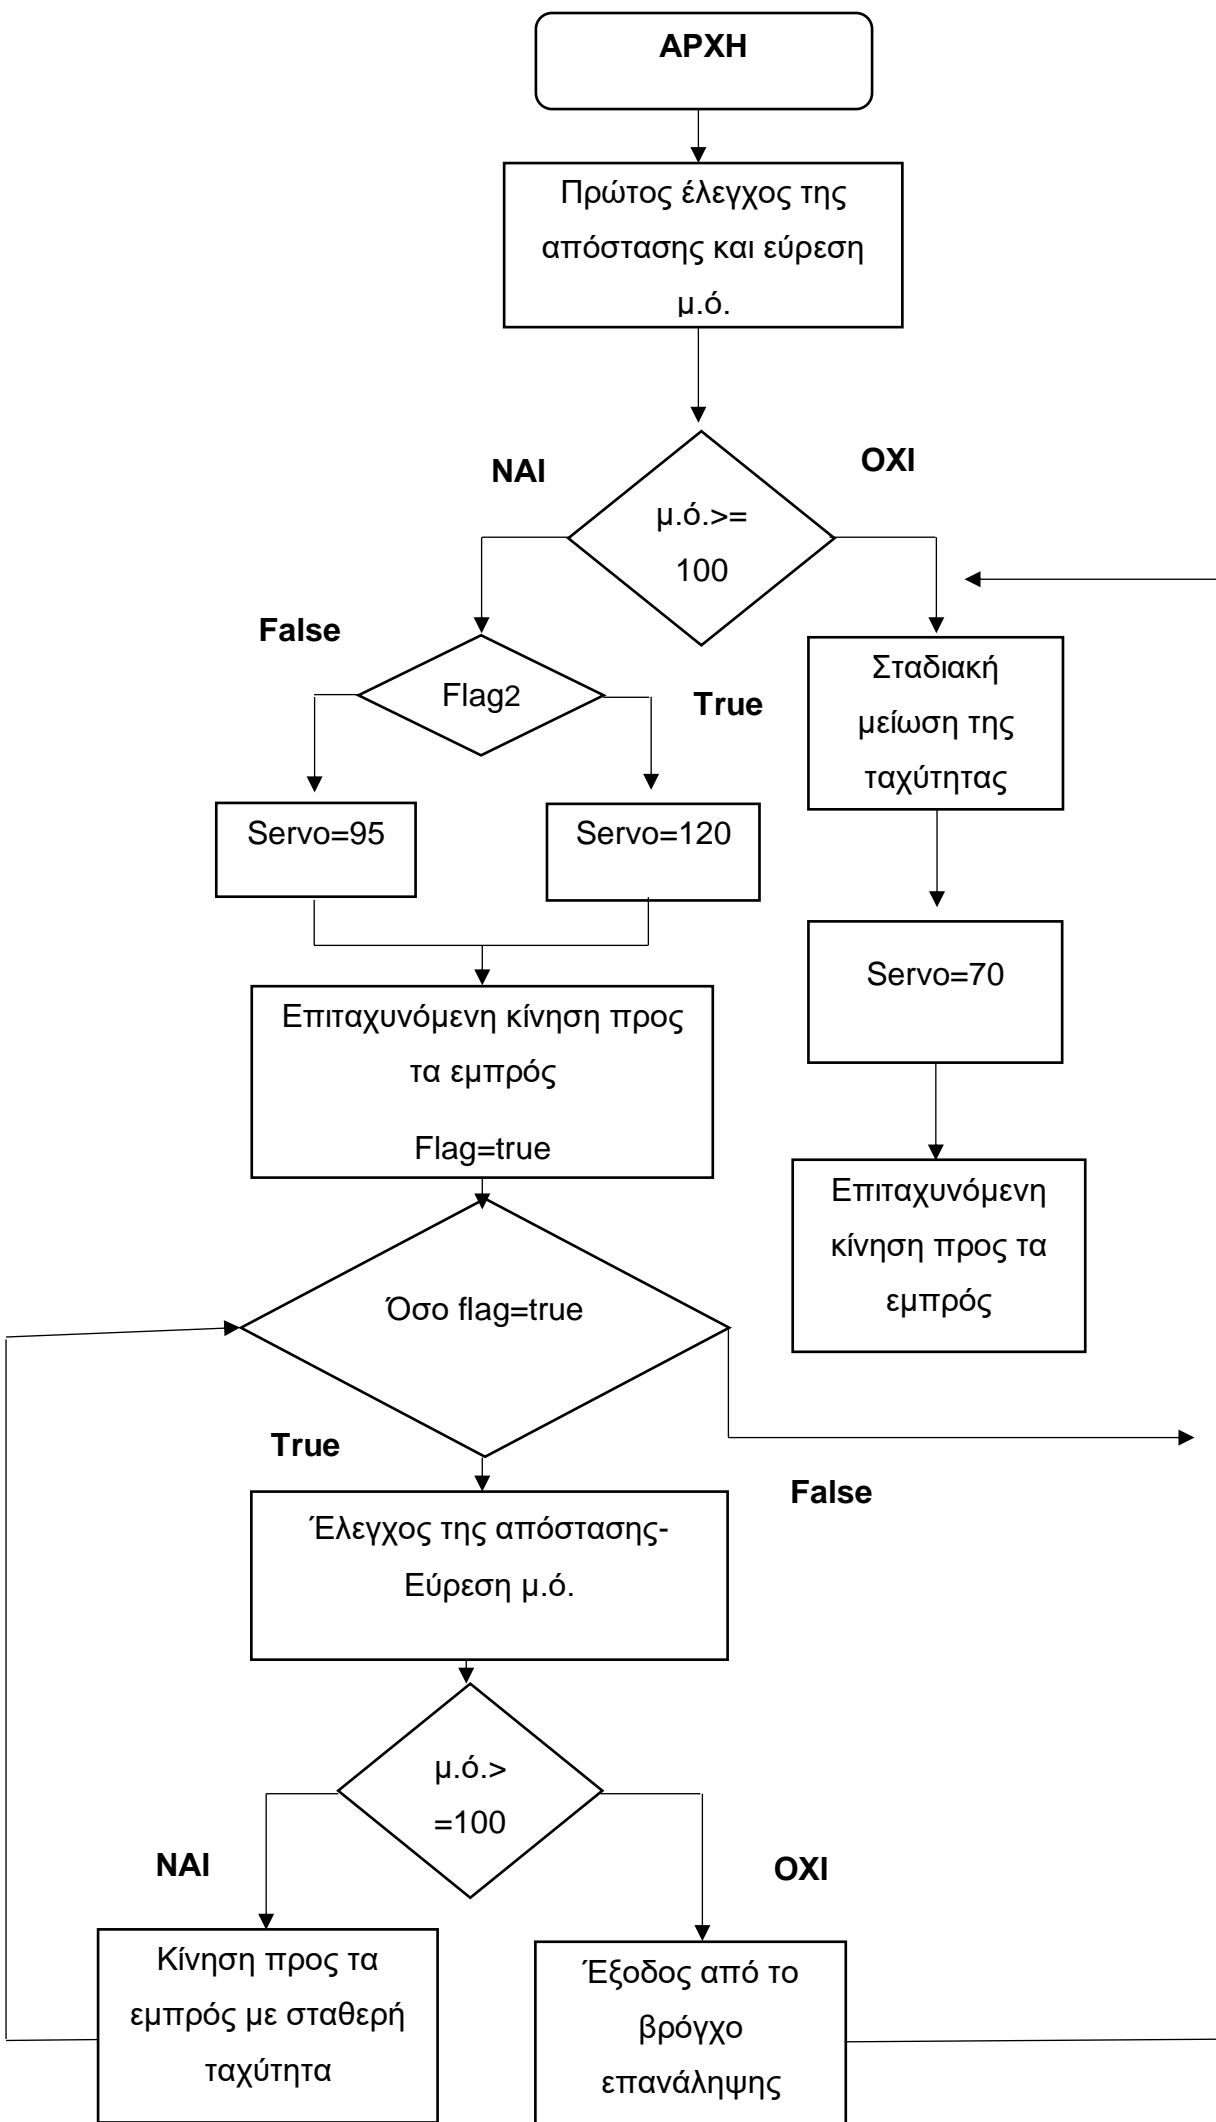 ΑΡΧΗ
Πρώτος έλεγχος της
απόστασης και εύρεση
μ.ό.
ΝΑΙ
ΟΧΙ
μ.ό.>=
100
False
Flag2
True
Σταδιακή
μείωση της
ταχύτητας
Servo=95
Servo=120
Servo=70
Επιταχυνόμενη κίνηση προς
τα εμπρός
Flag=true
Επιταχυνόμενη
κίνηση προς τα
εμπρός
Όσο flag=true
True
False
Έλεγχος της απόστασης-
Εύρεση μ.ό.
μ.ό.>
=100
ΝΑΙ
ΟΧΙ
Κίνηση προς τα
εμπρός με σταθερή
ταχύτητα
Έξοδος από το
βρόγχο
επανάληψης